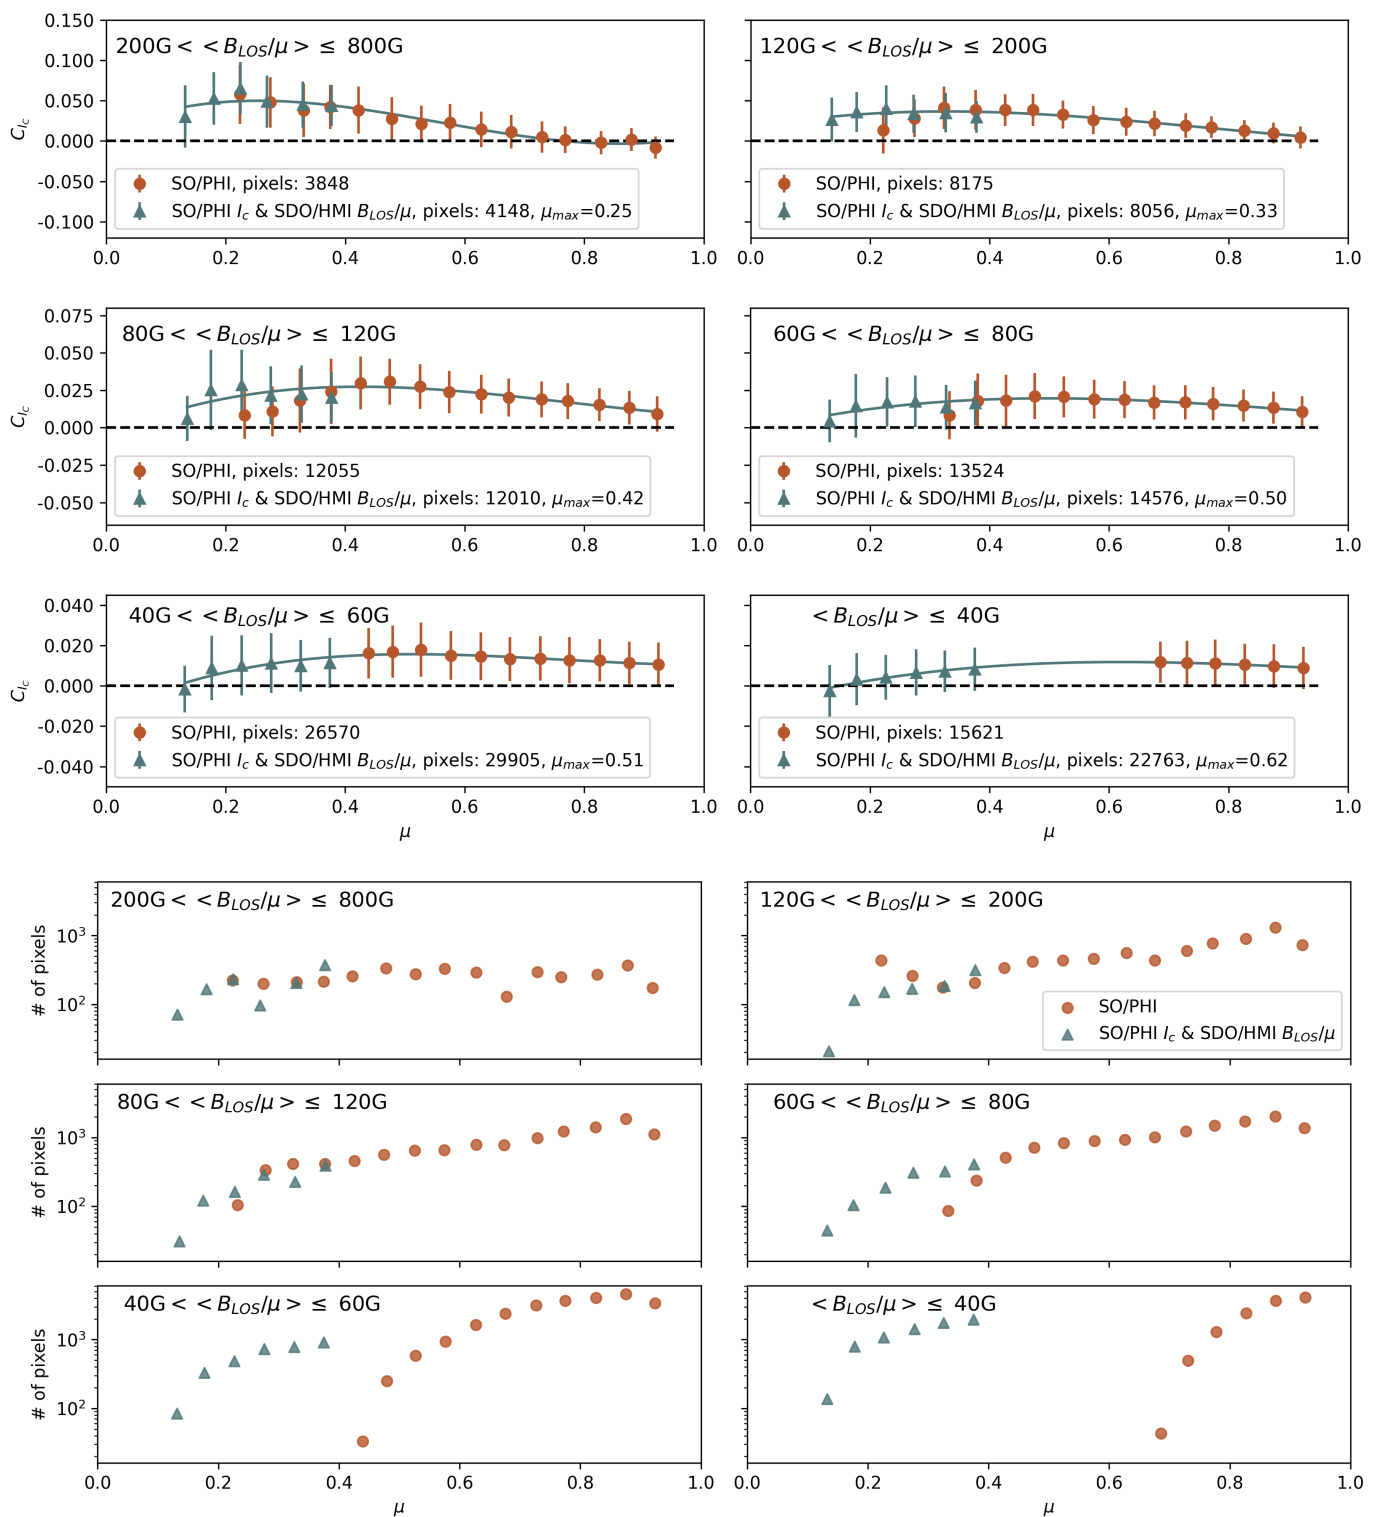 200G < < B_LOS/μ > ≤ 800G
0.150
0.100
0.050
0.000
-0.050
-0.100
C_Ic
SO/PHI, pixels: 3848
SO/PHI I_c & SDO/HMI B_LOS/μ, pixels: 4148, μ_max=0.25
0.0 0.2 0.4 0.6 0.8 1.0
120G < < B_LOS/μ > ≤ 200G
SO/PHI, pixels: 8175
SO/PHI I_c & SDO/HMI B_LOS/μ, pixels: 8056, μ_max=0.33
0.0 0.2 0.4 0.6 0.8 1.0
80G < < B_LOS/μ > ≤ 120G
0.075
0.050
0.025
0.000
-0.025
-0.050
C_Ic
SO/PHI, pixels: 12055
SO/PHI I_c & SDO/HMI B_LOS/μ, pixels: 12010, μ_max=0.42
0.0 0.2 0.4 0.6 0.8 1.0
60G < < B_LOS/μ > ≤ 80G
SO/PHI, pixels: 13524
SO/PHI I_c & SDO/HMI B_LOS/μ, pixels: 14576, μ_max=0.50
0.0 0.2 0.4 0.6 0.8 1.0
40G < < B_LOS/μ > ≤ 60G
0.040
0.020
0.000
-0.020
-0.040
C_Ic
SO/PHI, pixels: 26570
SO/PHI I_c & SDO/HMI B_LOS/μ, pixels: 29905, μ_max=0.51
0.0 0.2 0.4 0.6 0.8 1.0
μ
< B_LOS/μ > ≤ 40G
SO/PHI, pixels: 15621
SO/PHI I_c & SDO/HMI B_LOS/μ, pixels: 22763, μ_max=0.62
0.0 0.2 0.4 0.6 0.8 1.0
μ
200G < < B_LOS/μ > ≤ 800G
10³
10²
# of pixels
120G < < B_LOS/μ > ≤ 200G
SO/PHI
SO/PHI I_c & SDO/HMI B_LOS/μ
80G < < B_LOS/μ > ≤ 120G
10³
10²
# of pixels
60G < < B_LOS/μ > ≤ 80G
40G < < B_LOS/μ > ≤ 60G
10³
10²
# of pixels
0.0 0.2 0.4 0.6 0.8 1.0
μ
< B_LOS/μ > ≤ 40G
0.0 0.2 0.4 0.6 0.8 1.0
μ